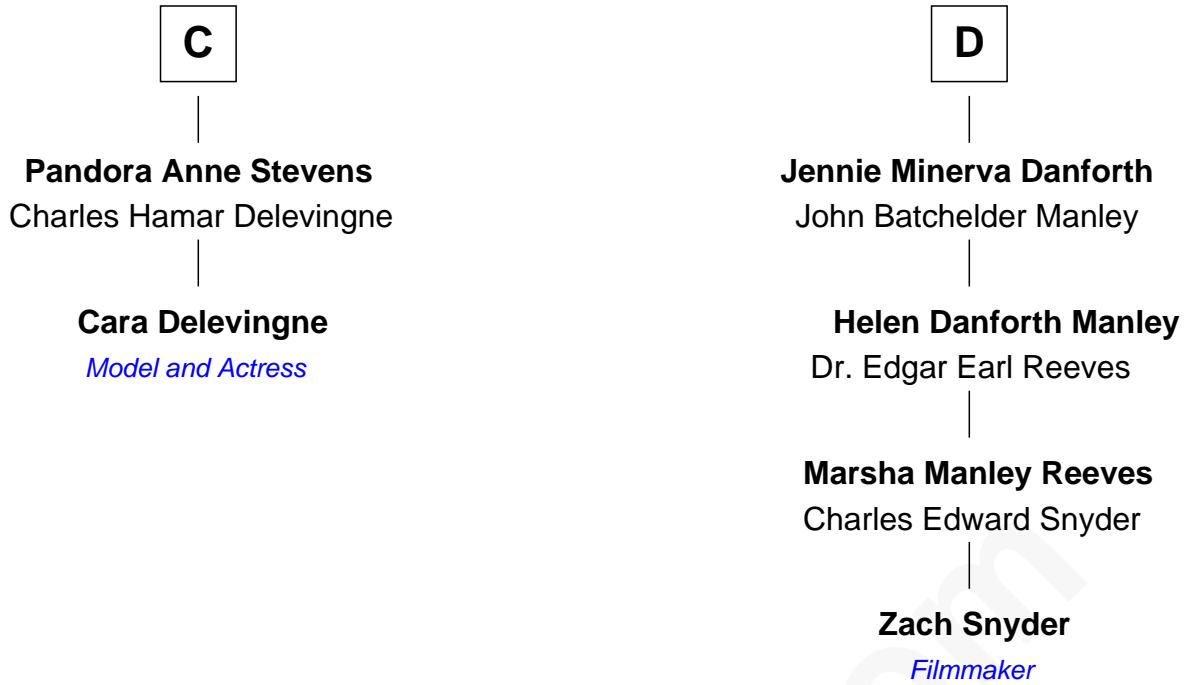 C
Pandora Anne Stevens
Charles Hamar Delevingne
Cara Delevingne
Model and Actress
D
Jennie Minerva Danforth
John Batchelder Manley
Helen Danforth Manley
Dr. Edgar Earl Reeves
Marsha Manley Reeves
Charles Edward Snyder
Zach Snyder
Filmmaker